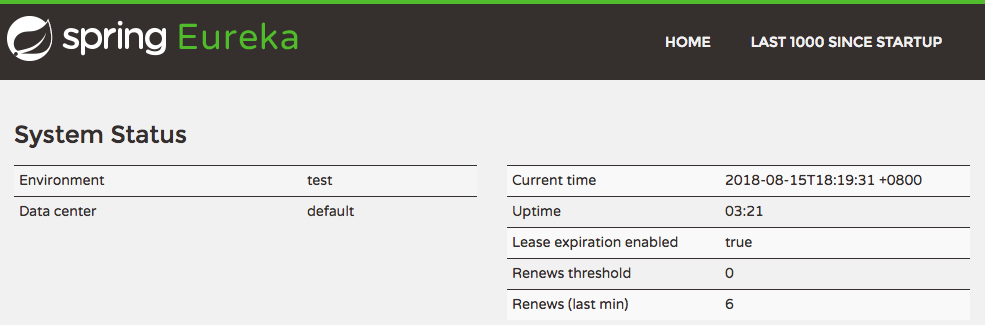 spring Eureka HOME LAST 1000 SINCE STARTUP
System Status
Environment test
Data center default
Current time 2018-08-15T18:19:31 +0800
Uptime 03:21
Lease expiration enabled true
Renews threshold 0
Renews (last min) 6